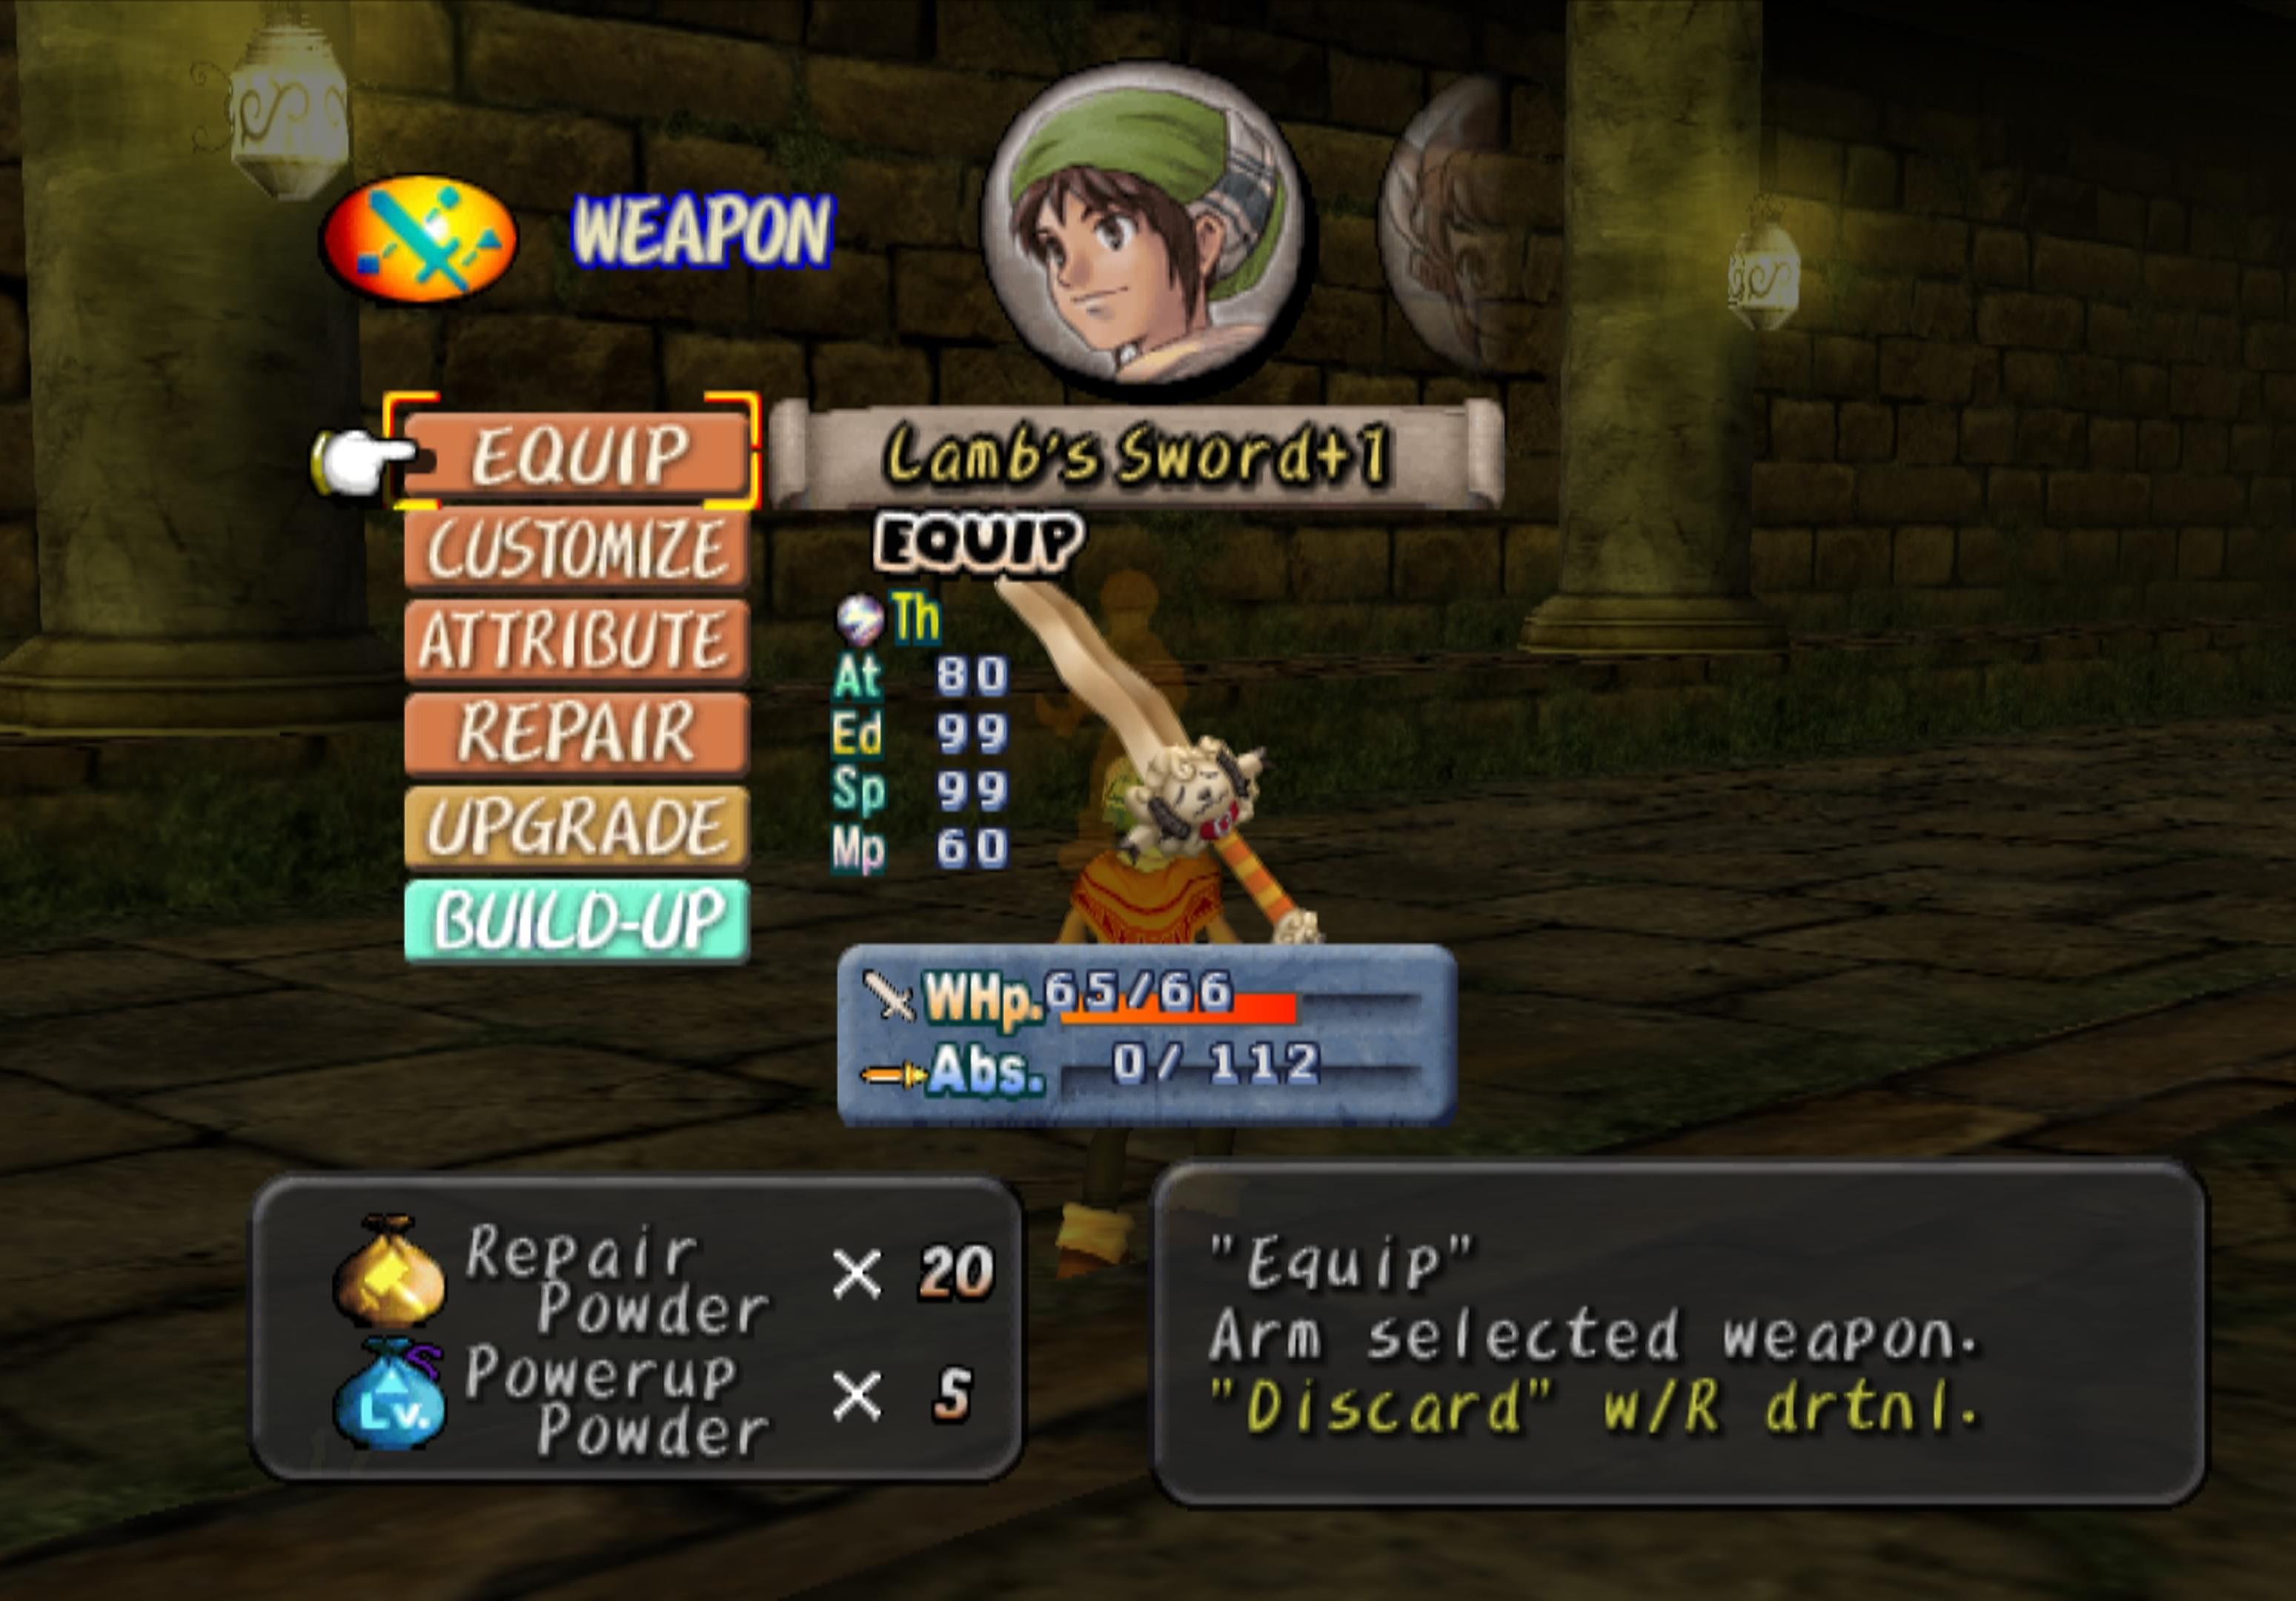 WEAPON
EQUIP
Lamb's Sword+1
CUSTOMIZE
EQUIP
ATTRIBUTE
Th
At 80
REPAIR
Ed 99
Sp 99
UPGRADE
Mp 60
BUILD-UP
WHp. 65/66
Abs. 0/112
Repair
Powder
× 20
Powerup
Powder
× 5
Lv.
"Equip"
Arm selected weapon.
"Discard" w/R drtnl.